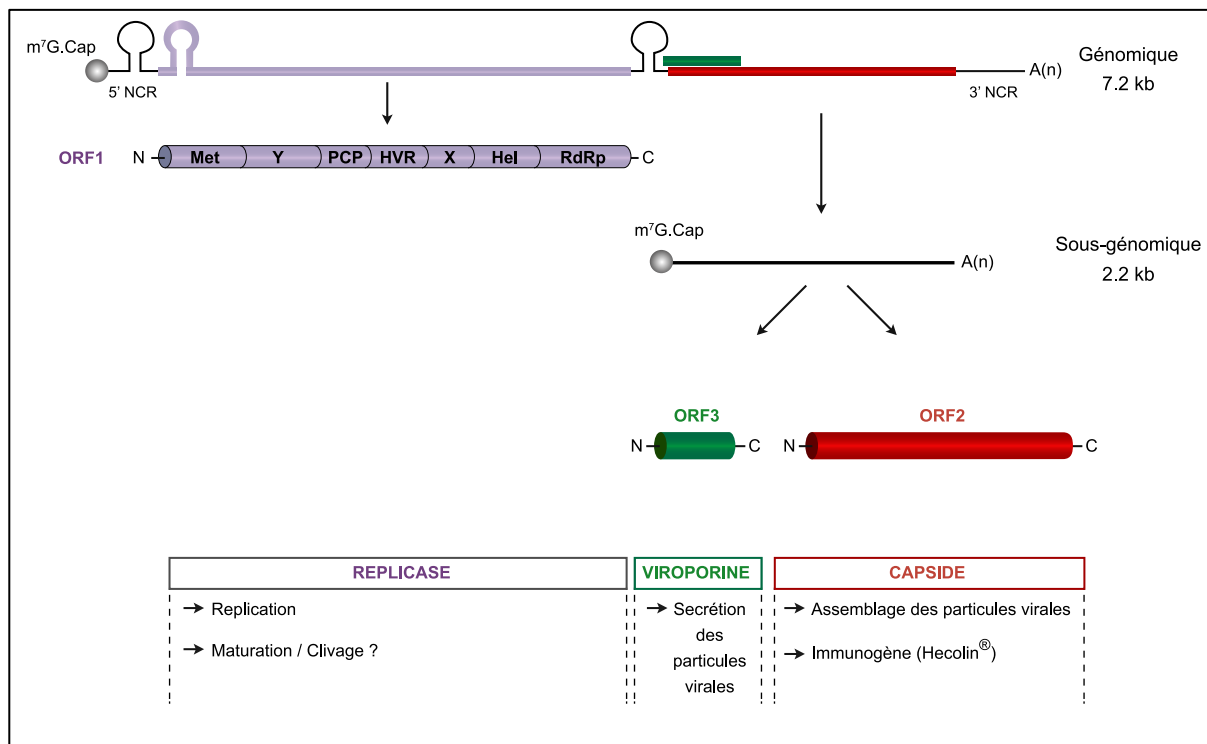 m⁷G.Cap
5' NCR
3' NCR
A(n)
Génomique
7.2 kb
ORF1
N
Met
Y
PCP
HVR
X
Hel
RdRp
C
m⁷G.Cap
A(n)
Sous-génomique
2.2 kb
ORF3
N
C
ORF2
N
C
REPLICASE
→ Replication
→ Maturation / Clivage ?
VIROPORINE
→ Secrétion
des
particules
virales
CAPSIDE
→ Assemblage des particules virales
→ Immunogène (Hecolin®)